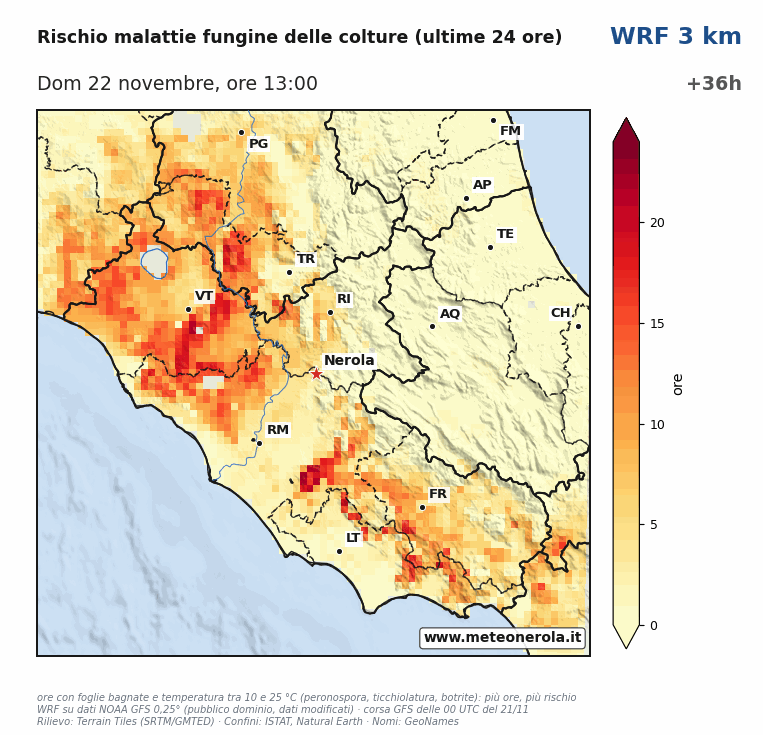 Rischio malattie fungine delle colture (ultime 24 ore)
WRF 3 km
Dom 22 novembre, ore 13:00
+36h
FM
PG
AP
TE
TR
VT
RI
AQ
CH
Nerola
RM
FR
LT
20
15
10
5
0
ore
www.meteonerola.it
ore con foglie bagnate e temperatura tra 10 e 25 °C (peronospora, ticchiolatura, botrite): più ore, più rischio
WRF su dati NOAA GFS 0,25° (pubblico dominio, dati modificati) · corsa GFS delle 00 UTC del 21/11
Rilievo: Terrain Tiles (SRTM/GMTED) · Confini: ISTAT, Natural Earth · Nomi: GeoNames